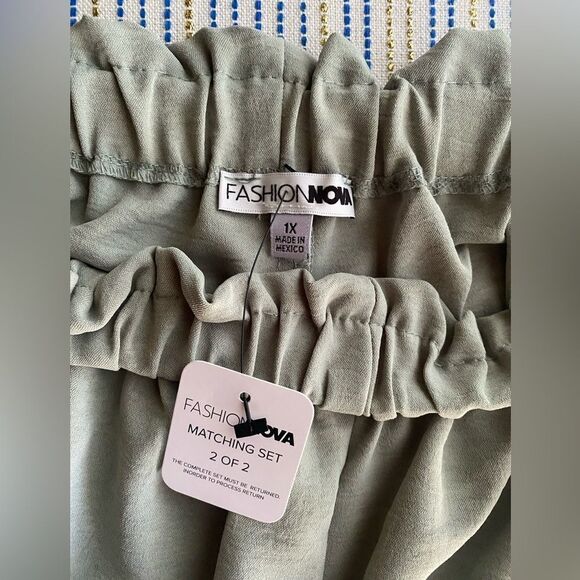 FASHIONNOVA
1X
MADE IN
MEXICO
FASHIONNOVA
MATCHING SET
2 OF 2
THE COMPLETE SET MUST BE RETURNED
INORDER TO PROCESS RETURN